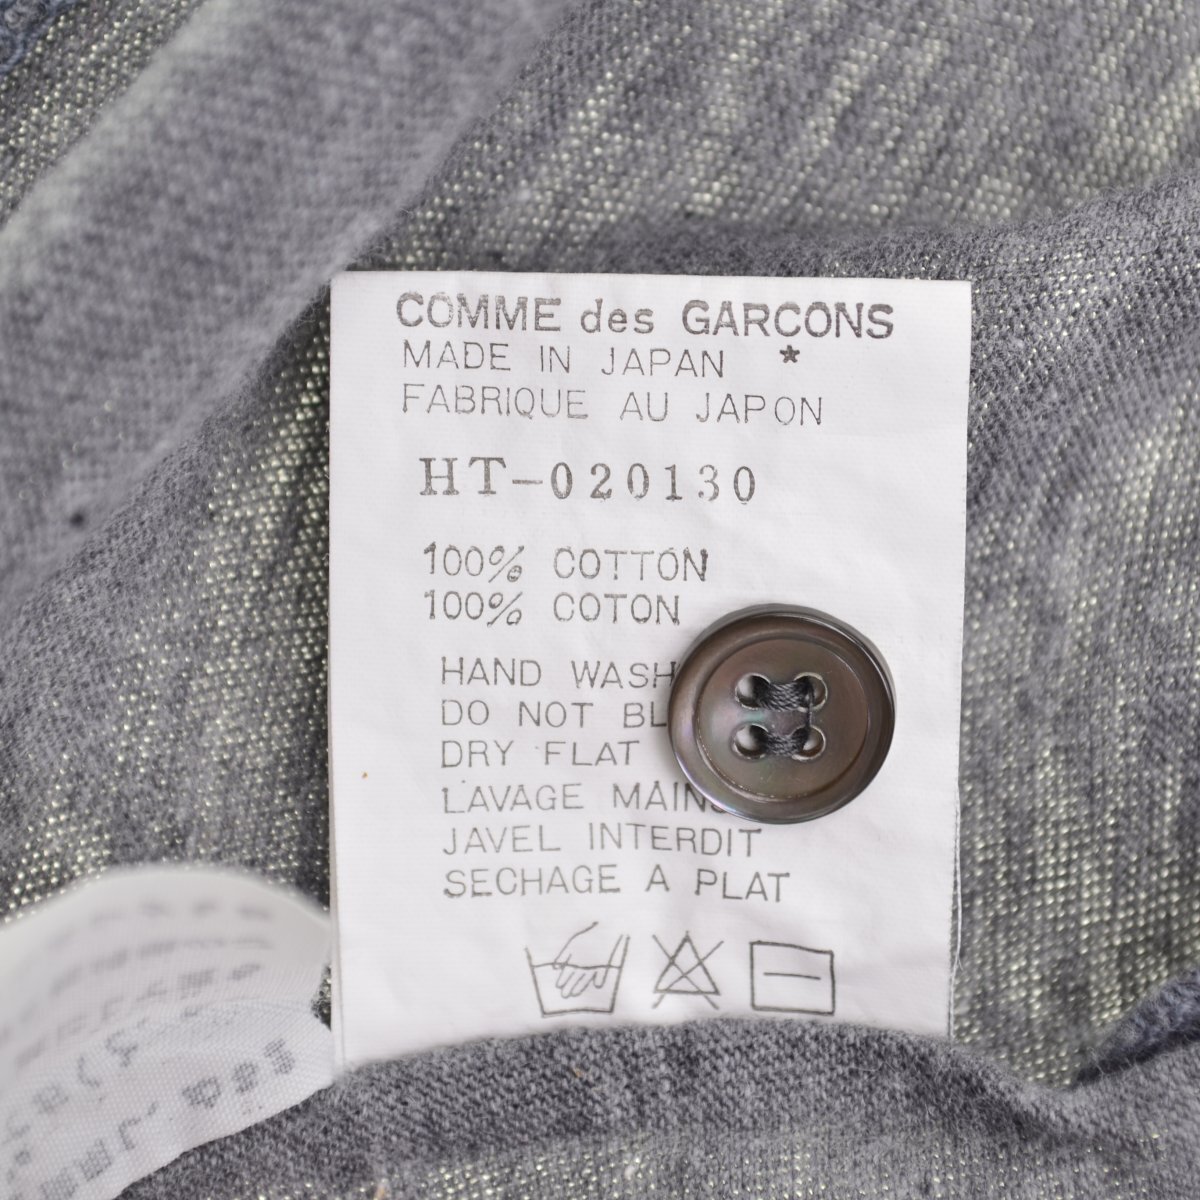 COMME des GARCONS
MADE IN JAPAN *
FABRIQUE AU JAPON
HT-020130
100% COTTON
100% COTON
HAND WASH
DO NOT BL
DRY FLAT
LAVAGE MAINS
JAVEL INTERDIT
SECHAGE A PLAT